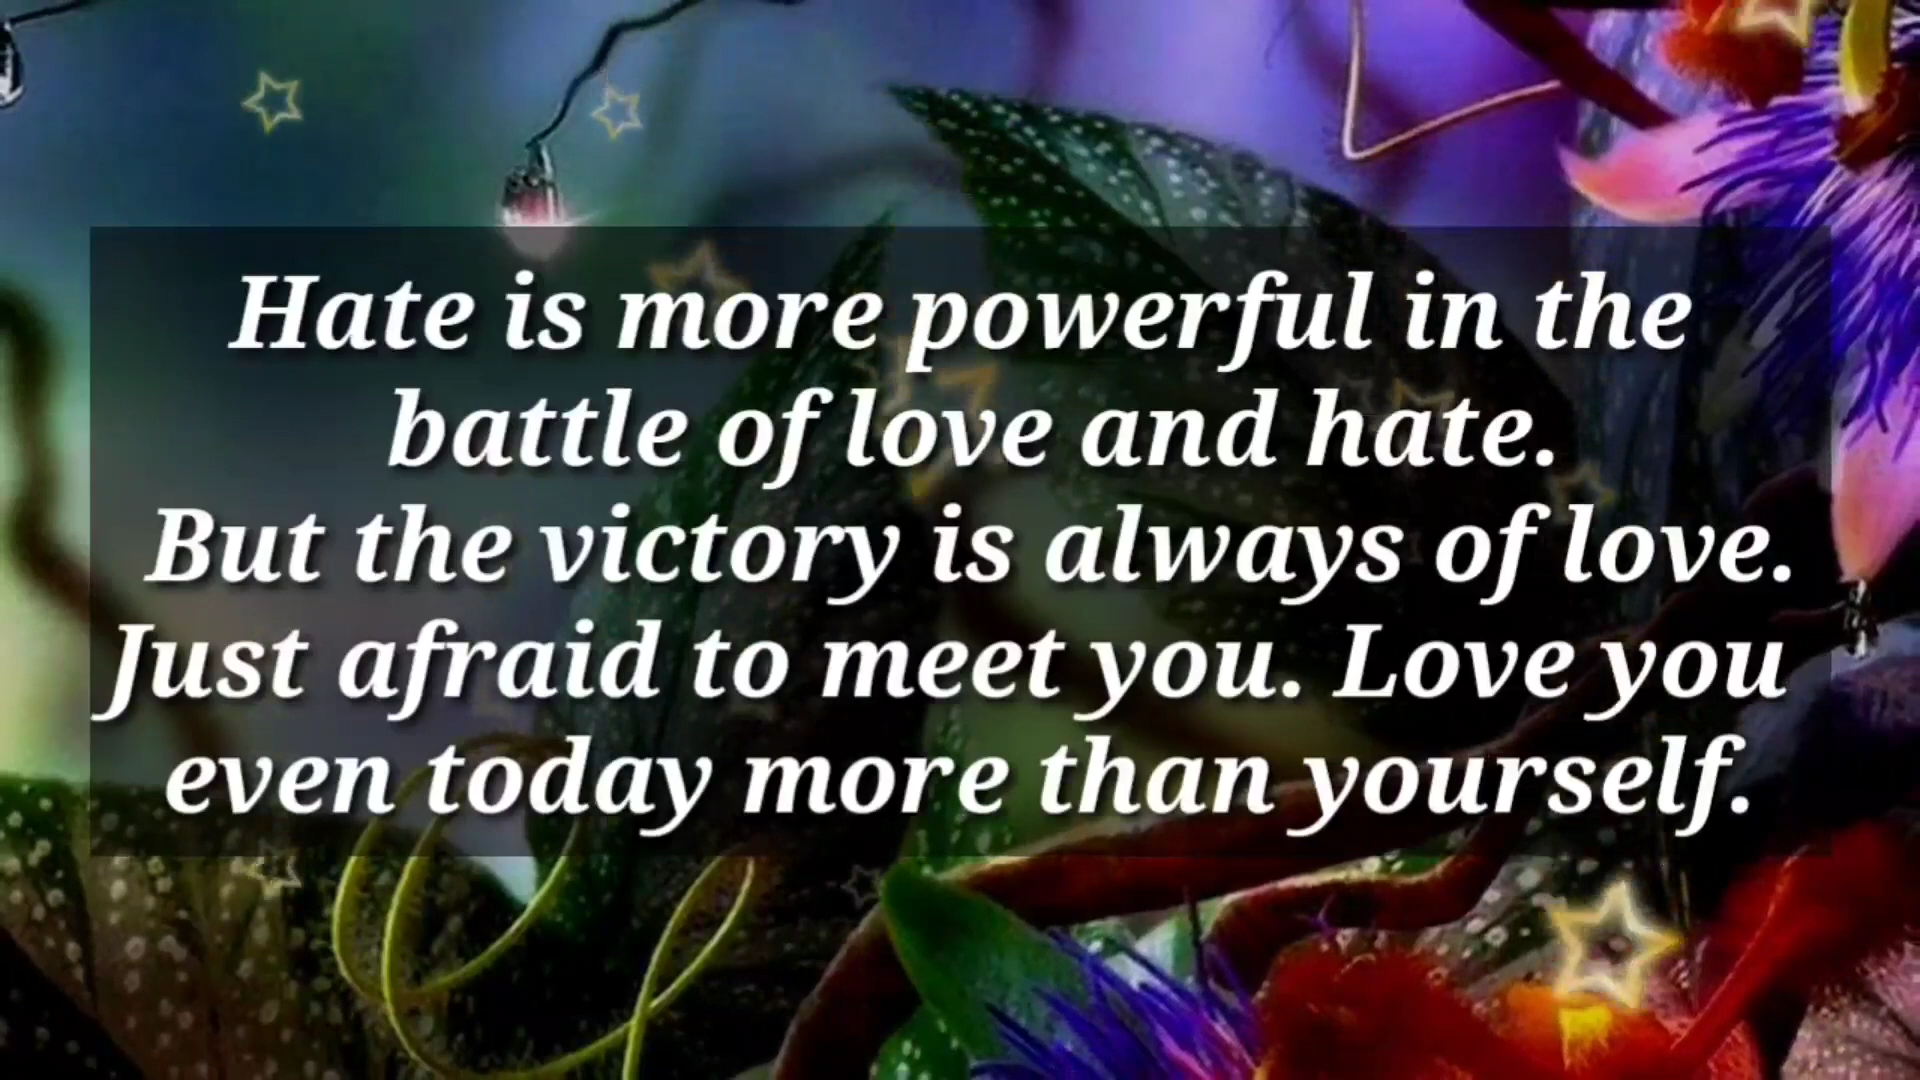 Hate is more powerful in the
battle of love and hate.
But the victory is always of love.
Just afraid to meet you. Love you
even today more than yourself.